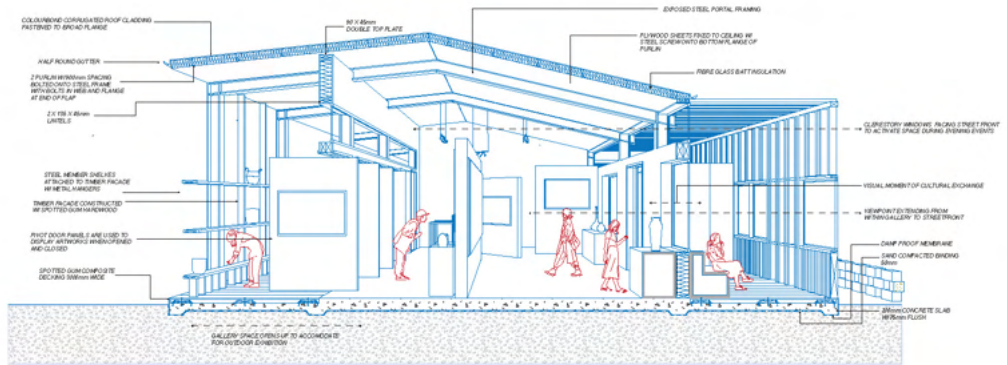 COLOURBOND CORRUGATED ROOF CLADDING
FASTENED TO BROAD FLANGE
HALF ROUND GUTTER
Z PURLIN W/ SPACING
BOLTED ONTO STEEL FRAME
WITH BOLTS IN WEB AND FLANGE
AT END OF FLAP
LINTELS
90 X 45mm
DOUBLE TOP PLATE
EXPOSED STEEL PORTAL FRAMING
PLYWOOD SHEETS FIXED TO CEILING W/
STEEL SCREW ONTO BOTTOM FLANGE OF
PURLIN
FIBRE GLASS BATT INSULATION
CLERESTORY WINDOWS FACING STREET FRONT
TO ACTIVATE SPACE DURING EVENING EVENTS
STEEL MEMBER SHELVES
ATTACHED TO TIMBER FACADE
W/ METAL HANGERS
TIMBER FACADE CONSTRUCTED
W/ SPOTTED GUM HARDWOOD
PIVOT DOOR PANELS ARE USED TO
DISPLAY ARTWORKS WHEN OPENED
AND CLOSED
SPOTTED GUM COMPOSITE
DECKING WIDE
VISUAL MOMENT OF CULTURAL EXCHANGE
VIEWPOINT EXTENDING FROM
WITHIN GALLERY TO STREETFRONT
DAMP PROOF MEMBRANE
SAND COMPACTED BINDING
CONCRETE SLAB
FLUSH
GALLERY SPACE OPENS UP TO ACCOMODATE
FOR OUTDOOR EXHIBITION